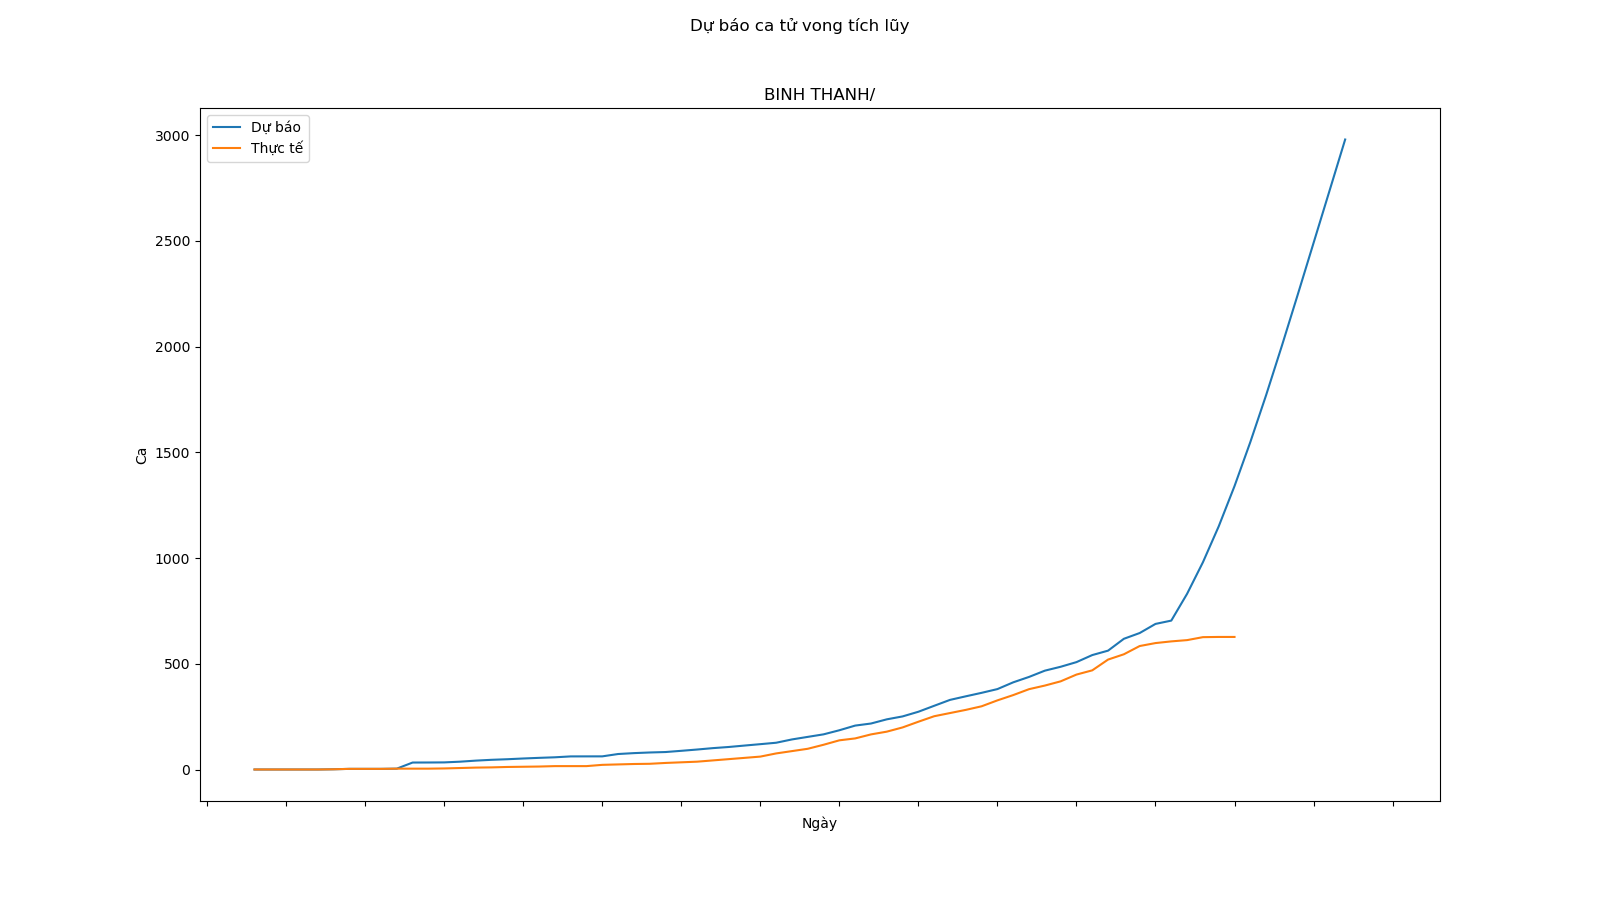 Dự báo ca tử vong tích lũy
BINH THANH/
Dự báo
Thực tế
3000
2500
2000
1500
1000
500
0
Ca
Ngày